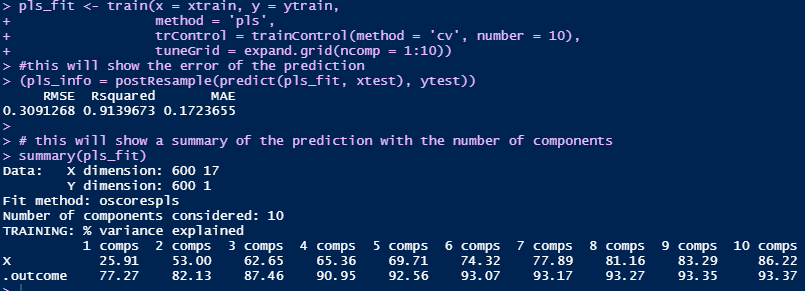 > pls_fit <- train(x = xtrain, y = ytrain,
+                  method = 'pls',
+                  trControl = trainControl(method = 'cv', number = 10),
+                  tuneGrid = expand.grid(ncomp = 1:10))
> #this will show the error of the prediction
> (pls_info = postResample(predict(pls_fit, xtest), ytest))
     RMSE  Rsquared       MAE
0.3091268 0.9139673 0.1723655
>
> # this will show a summary of the prediction with the number of components
> summary(pls_fit)
Data:   X dimension: 600 17
        Y dimension: 600 1
Fit method: oscorespls
Number of components considered: 10
TRAINING: % variance explained
          1 comps  2 comps  3 comps  4 comps  5 comps  6 comps  7 comps  8 comps  9 comps  10 comps
X           25.91    53.00    62.65    65.36    69.71    74.32    77.89    81.16    83.29     86.22
.outcome    77.27    82.13    87.46    90.95    92.56    93.07    93.17    93.27    93.35     93.37
>